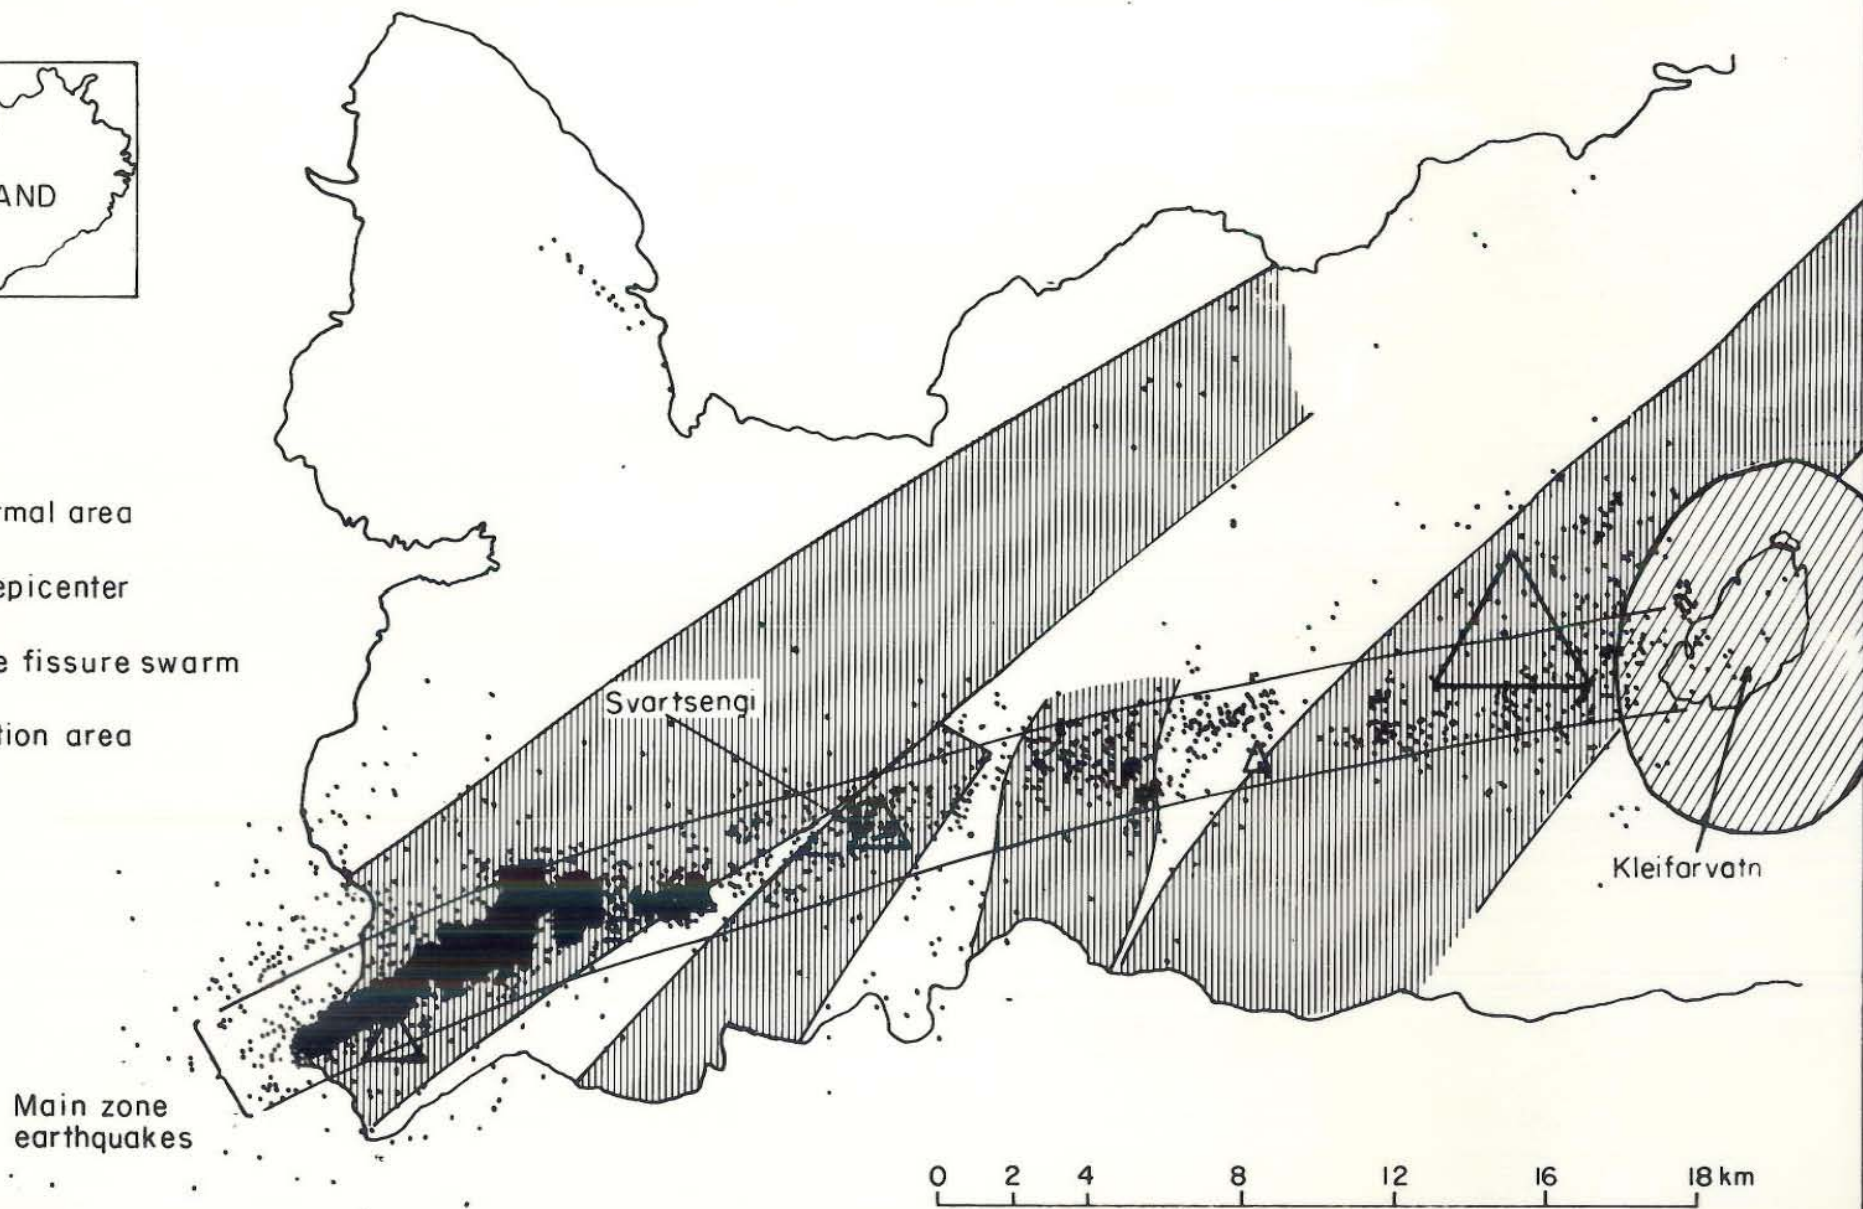 AND
rmal area
epicenter
e fissure swarm
tion area
Svartsengi
Kleifarvatn
Main zone
earthquakes
0 2 4 8 12 16 18 km